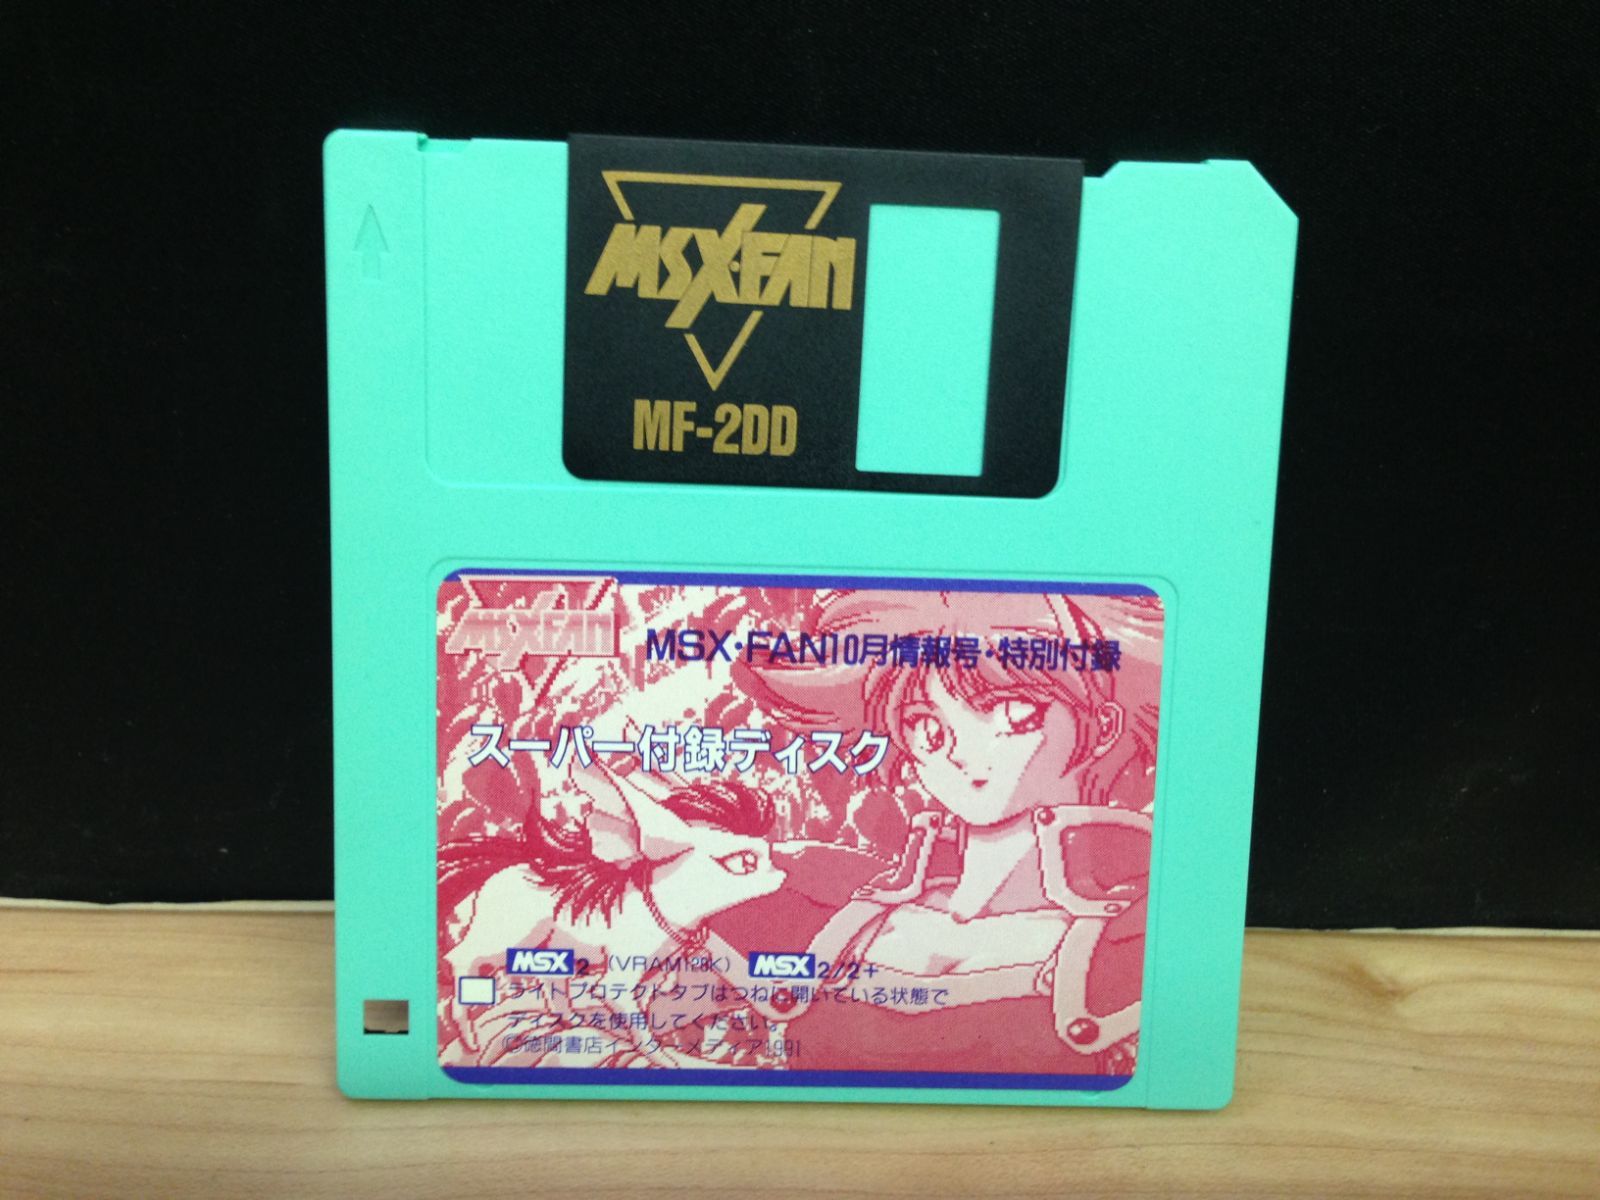 MSX・FAN
MF-2DD
MSX・FAN
MSX・FAN10月情報号・特別付録
スーパー付録ディスク
MSX2 (VRAM128K) MSX2/2+
ライトプロテクトタブはつねに開いている状態で
ディスクを使用してください。
©徳間書店インターメディア1991